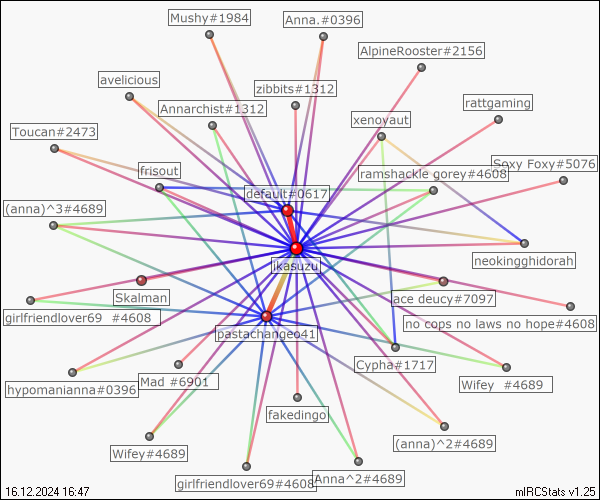 Mushy#1984
Anna.#0396
AlpineRooster#2156
avelicious
zibbits#1312
rattgaming
Annarchist#1312
xenoyaut
Toucan#2473
frisout
ramshackle gorey#4608
Soxy Foxy#5076
default#0617
(anna)^3#4689
neokingghidorah
ikasuzu
Skalman
ace deucy#7097
girlfriendlover69 #4608
no cops no laws no hope#4608
pastachangeo41
Cypha#1717
hypomanianna#0396
Mad #6901
Wifey #4689
fakedingo
(anna)^2#4689
Wifey#4689
girlfriendlover69#4608
Anna^2#4689
16.12.2024 16:47
mIRCStats v1.25